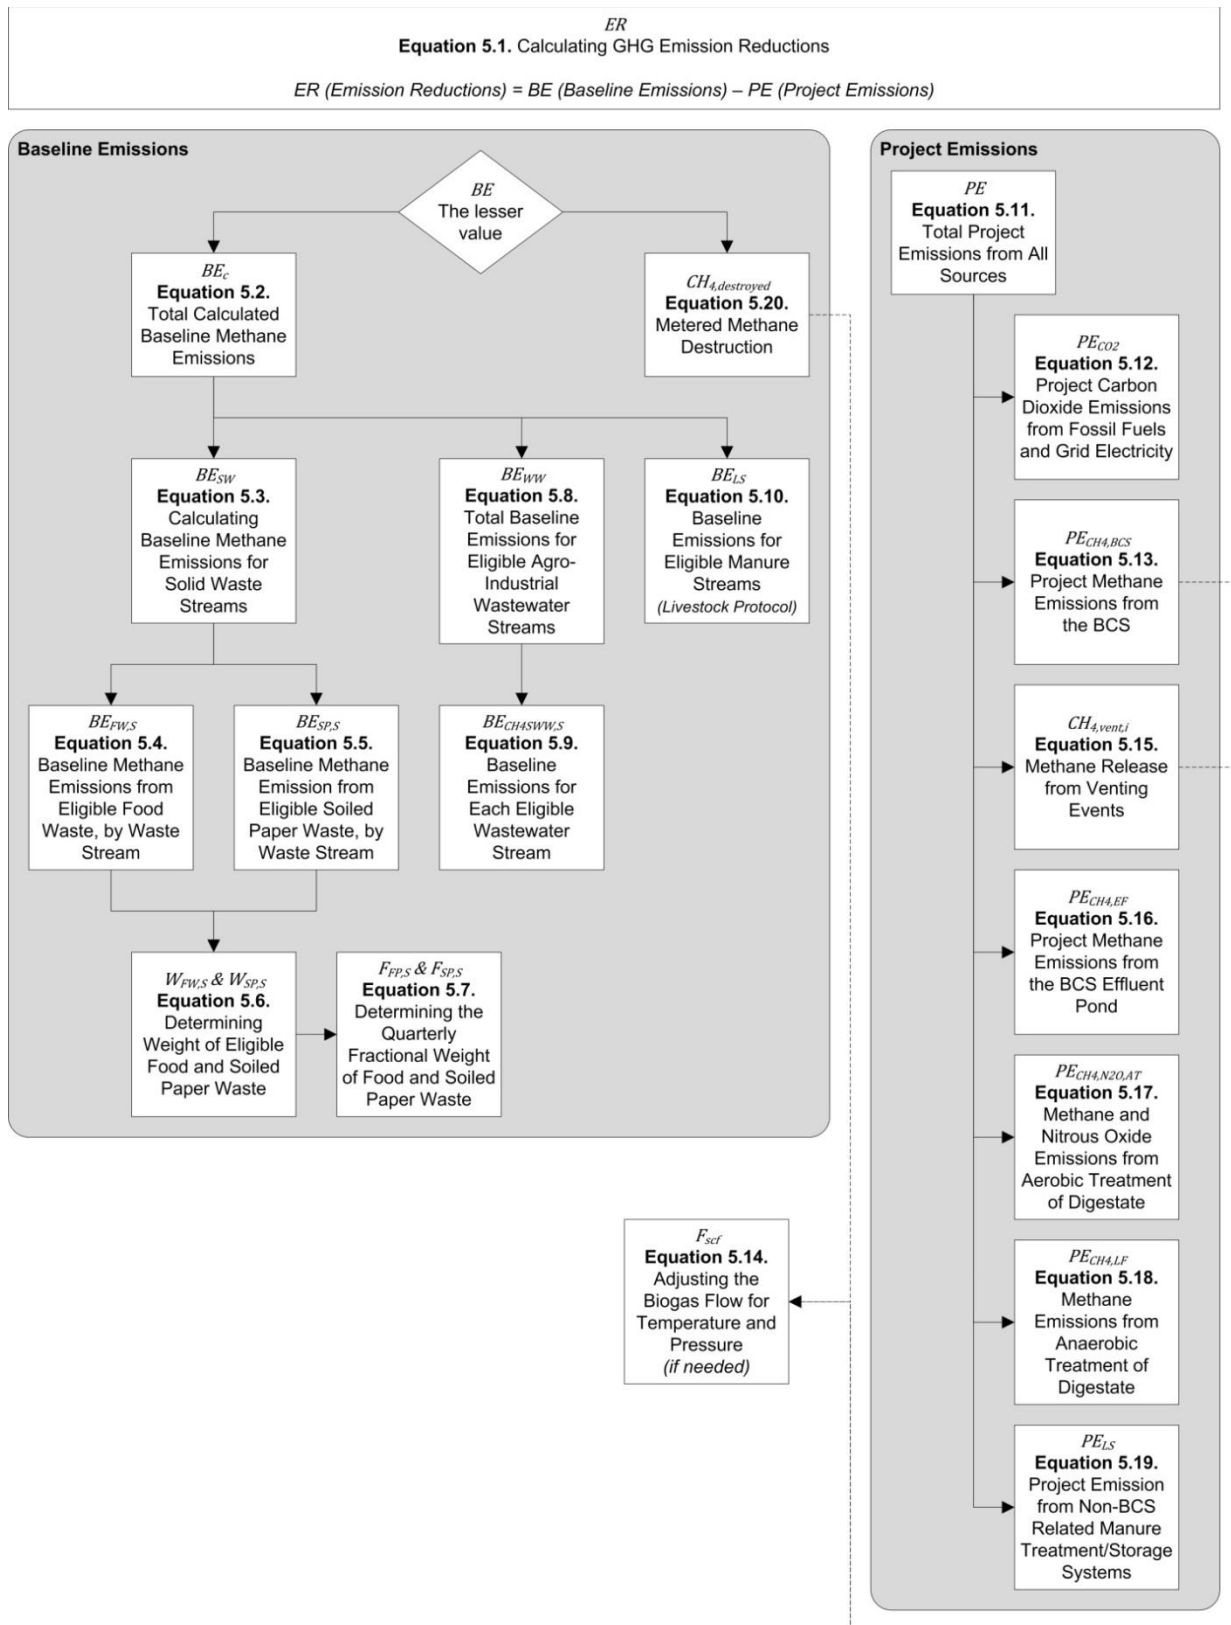 ER
Equation 5.1. Calculating GHG Emission Reductions
ER (Emission Reductions) = BE (Baseline Emissions) – PE (Project Emissions)
Baseline Emissions
BE
The lesser
value
BEc
Equation 5.2.
Total Calculated
Baseline Methane
Emissions
CH4,destroyed
Equation 5.20.
Metered Methane
Destruction
BESW
Equation 5.3.
Calculating
Baseline Methane
Emissions for
Solid Waste
Streams
BEWW
Equation 5.8.
Total Baseline
Emissions for
Eligible Agro-
Industrial
Wastewater
Streams
BELS
Equation 5.10.
Baseline
Emissions for
Eligible Manure
Streams
(Livestock Protocol)
BEFW,S
Equation 5.4.
Baseline Methane
Emissions from
Eligible Food
Waste, by Waste
Stream
BESP,S
Equation 5.5.
Baseline Methane
Emission from
Eligible Soiled
Paper Waste, by
Waste Stream
BECH4SWW,S
Equation 5.9.
Baseline
Emissions for
Each Eligible
Wastewater
Stream
WFW,S & WSP,S
Equation 5.6.
Determining
Weight of Eligible
Food and Soiled
Paper Waste
FFP,S & FSP,S
Equation 5.7.
Determining the
Quarterly
Fractional Weight
of Food and Soiled
Paper Waste
Fscf
Equation 5.14.
Adjusting the
Biogas Flow for
Temperature and
Pressure
(if needed)
Project Emissions
PE
Equation 5.11.
Total Project
Emissions from All
Sources
PECO2
Equation 5.12.
Project Carbon
Dioxide Emissions
from Fossil Fuels
and Grid Electricity
PECH4,BCS
Equation 5.13.
Project Methane
Emissions from
the BCS
CH4,vent,i
Equation 5.15.
Methane Release
from Venting
Events
PECH4,EF
Equation 5.16.
Project Methane
Emissions from
the BCS Effluent
Pond
PECH4,N2O,AT
Equation 5.17.
Methane and
Nitrous Oxide
Emissions from
Aerobic Treatment
of Digestate
PECH4,LF
Equation 5.18.
Methane
Emissions from
Anaerobic
Treatment of
Digestate
PELS
Equation 5.19.
Project Emission
from Non-BCS
Related Manure
Treatment/Storage
Systems